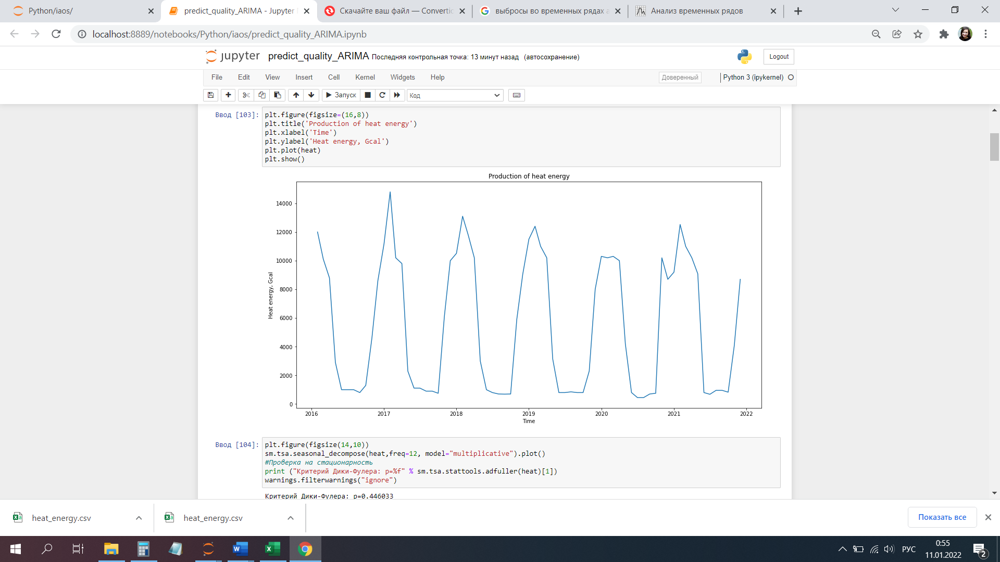 Python/iaos/
predict_quality_ARIMA - Jupyter
Скачайте ваш файл — Convertic
выбросы во временных рядах а
Анализ временных рядов
localhost:8889/notebooks/Python/iaos/predict_quality_ARIMA.ipynb
jupyter predict_quality_ARIMA Последняя контрольная точка: 13 минут назад (автосохранение)
Logout
File Edit View Insert Cell Kernel Widgets Help
Доверенный
Python 3 (ipykernel)
Запуск
Код
Ввод [103]:
plt.figure(figsize=(16,8))
plt.title('Production of heat energy')
plt.xlabel('Time')
plt.ylabel('Heat energy, Gcal')
plt.plot(heat)
plt.show()
Production of heat energy
14000
12000
10000
8000
6000
4000
2000
0
Heat energy, Gcal
2016 2017 2018 2019 2020 2021 2022
Time
Ввод [104]:
plt.figure(figsize(14,10))
sm.tsa.seasonal_decompose(heat,freq=12, model="multiplicative").plot()
#Проверка на стационарность
print ("Критерий Дики-Фулера: p=%f" % sm.tsa.stattools.adfuller(heat)[1])
warnings.filterwarnings("ignore")
Критерий Дики-Фулера: p=0.446033
heat_energy.csv
heat_energy.csv
Показать все
РУС
0:55
11.01.2022
2